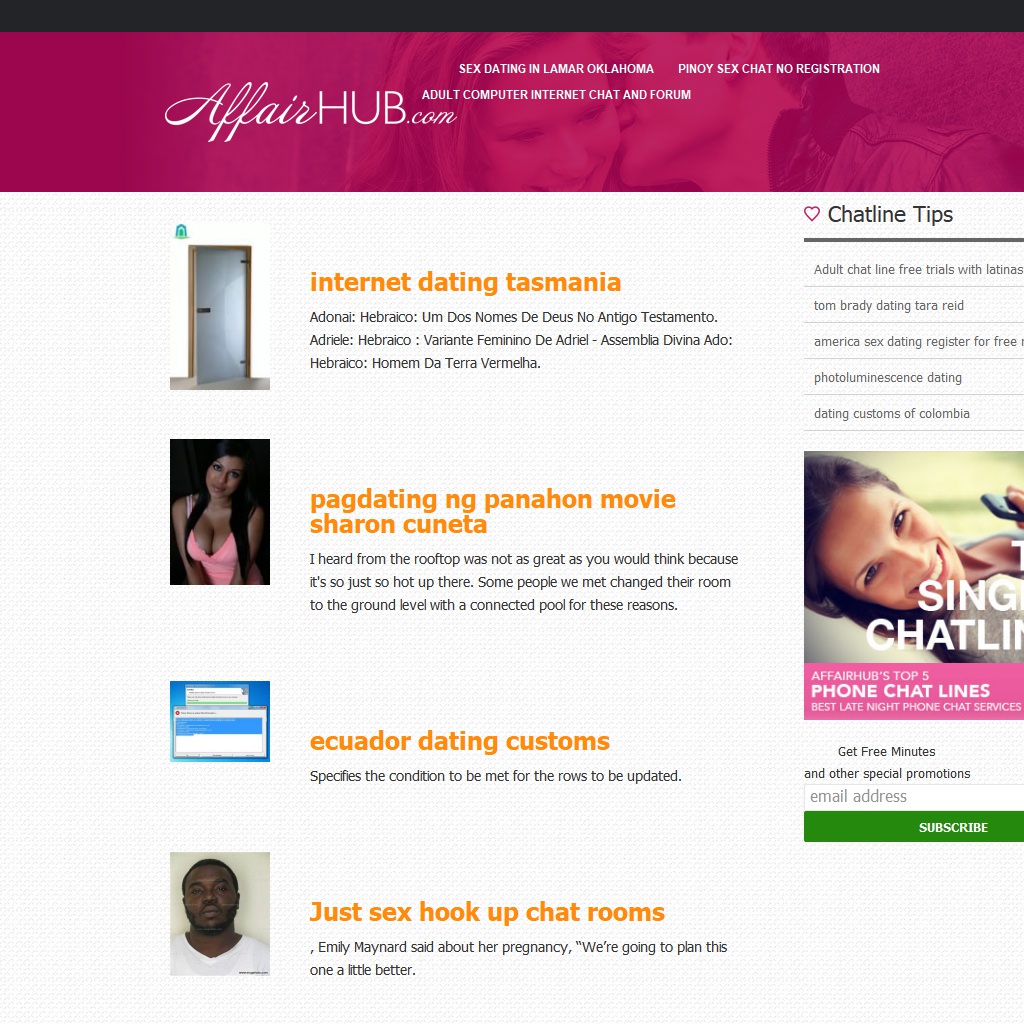 SEX DATING IN LAMAR OKLAHOMA PINOY SEX CHAT NO REGISTRATION
ADULT COMPUTER INTERNET CHAT AND FORUM
AffairHUB.com
internet dating tasmania
Adonai: Hebraico: Um Dos Nomes De Deus No Antigo Testamento.
Adriele: Hebraico : Variante Feminino De Adriel - Assemblia Divina Ado:
Hebraico: Homem Da Terra Vermelha.
pagdating ng panahon movie
sharon cuneta
I heard from the rooftop was not as great as you would think because
it's so just so hot up there. Some people we met changed their room
to the ground level with a connected pool for these reasons.
ecuador dating customs
Specifies the condition to be met for the rows to be updated.
Just sex hook up chat rooms
, Emily Maynard said about her pregnancy, “We’re going to plan this
one a little better.
Chatline Tips
Adult chat line free trials with latinas
tom brady dating tara reid
america sex dating register for free
photoluminescence dating
dating customs of colombia
T
SING
CHATLIN
AFFAIRHUB'S TOP 5
PHONE CHAT LINES
BEST LATE NIGHT PHONE CHAT SERVICES
Get Free Minutes
and other special promotions
email address
SUBSCRIBE